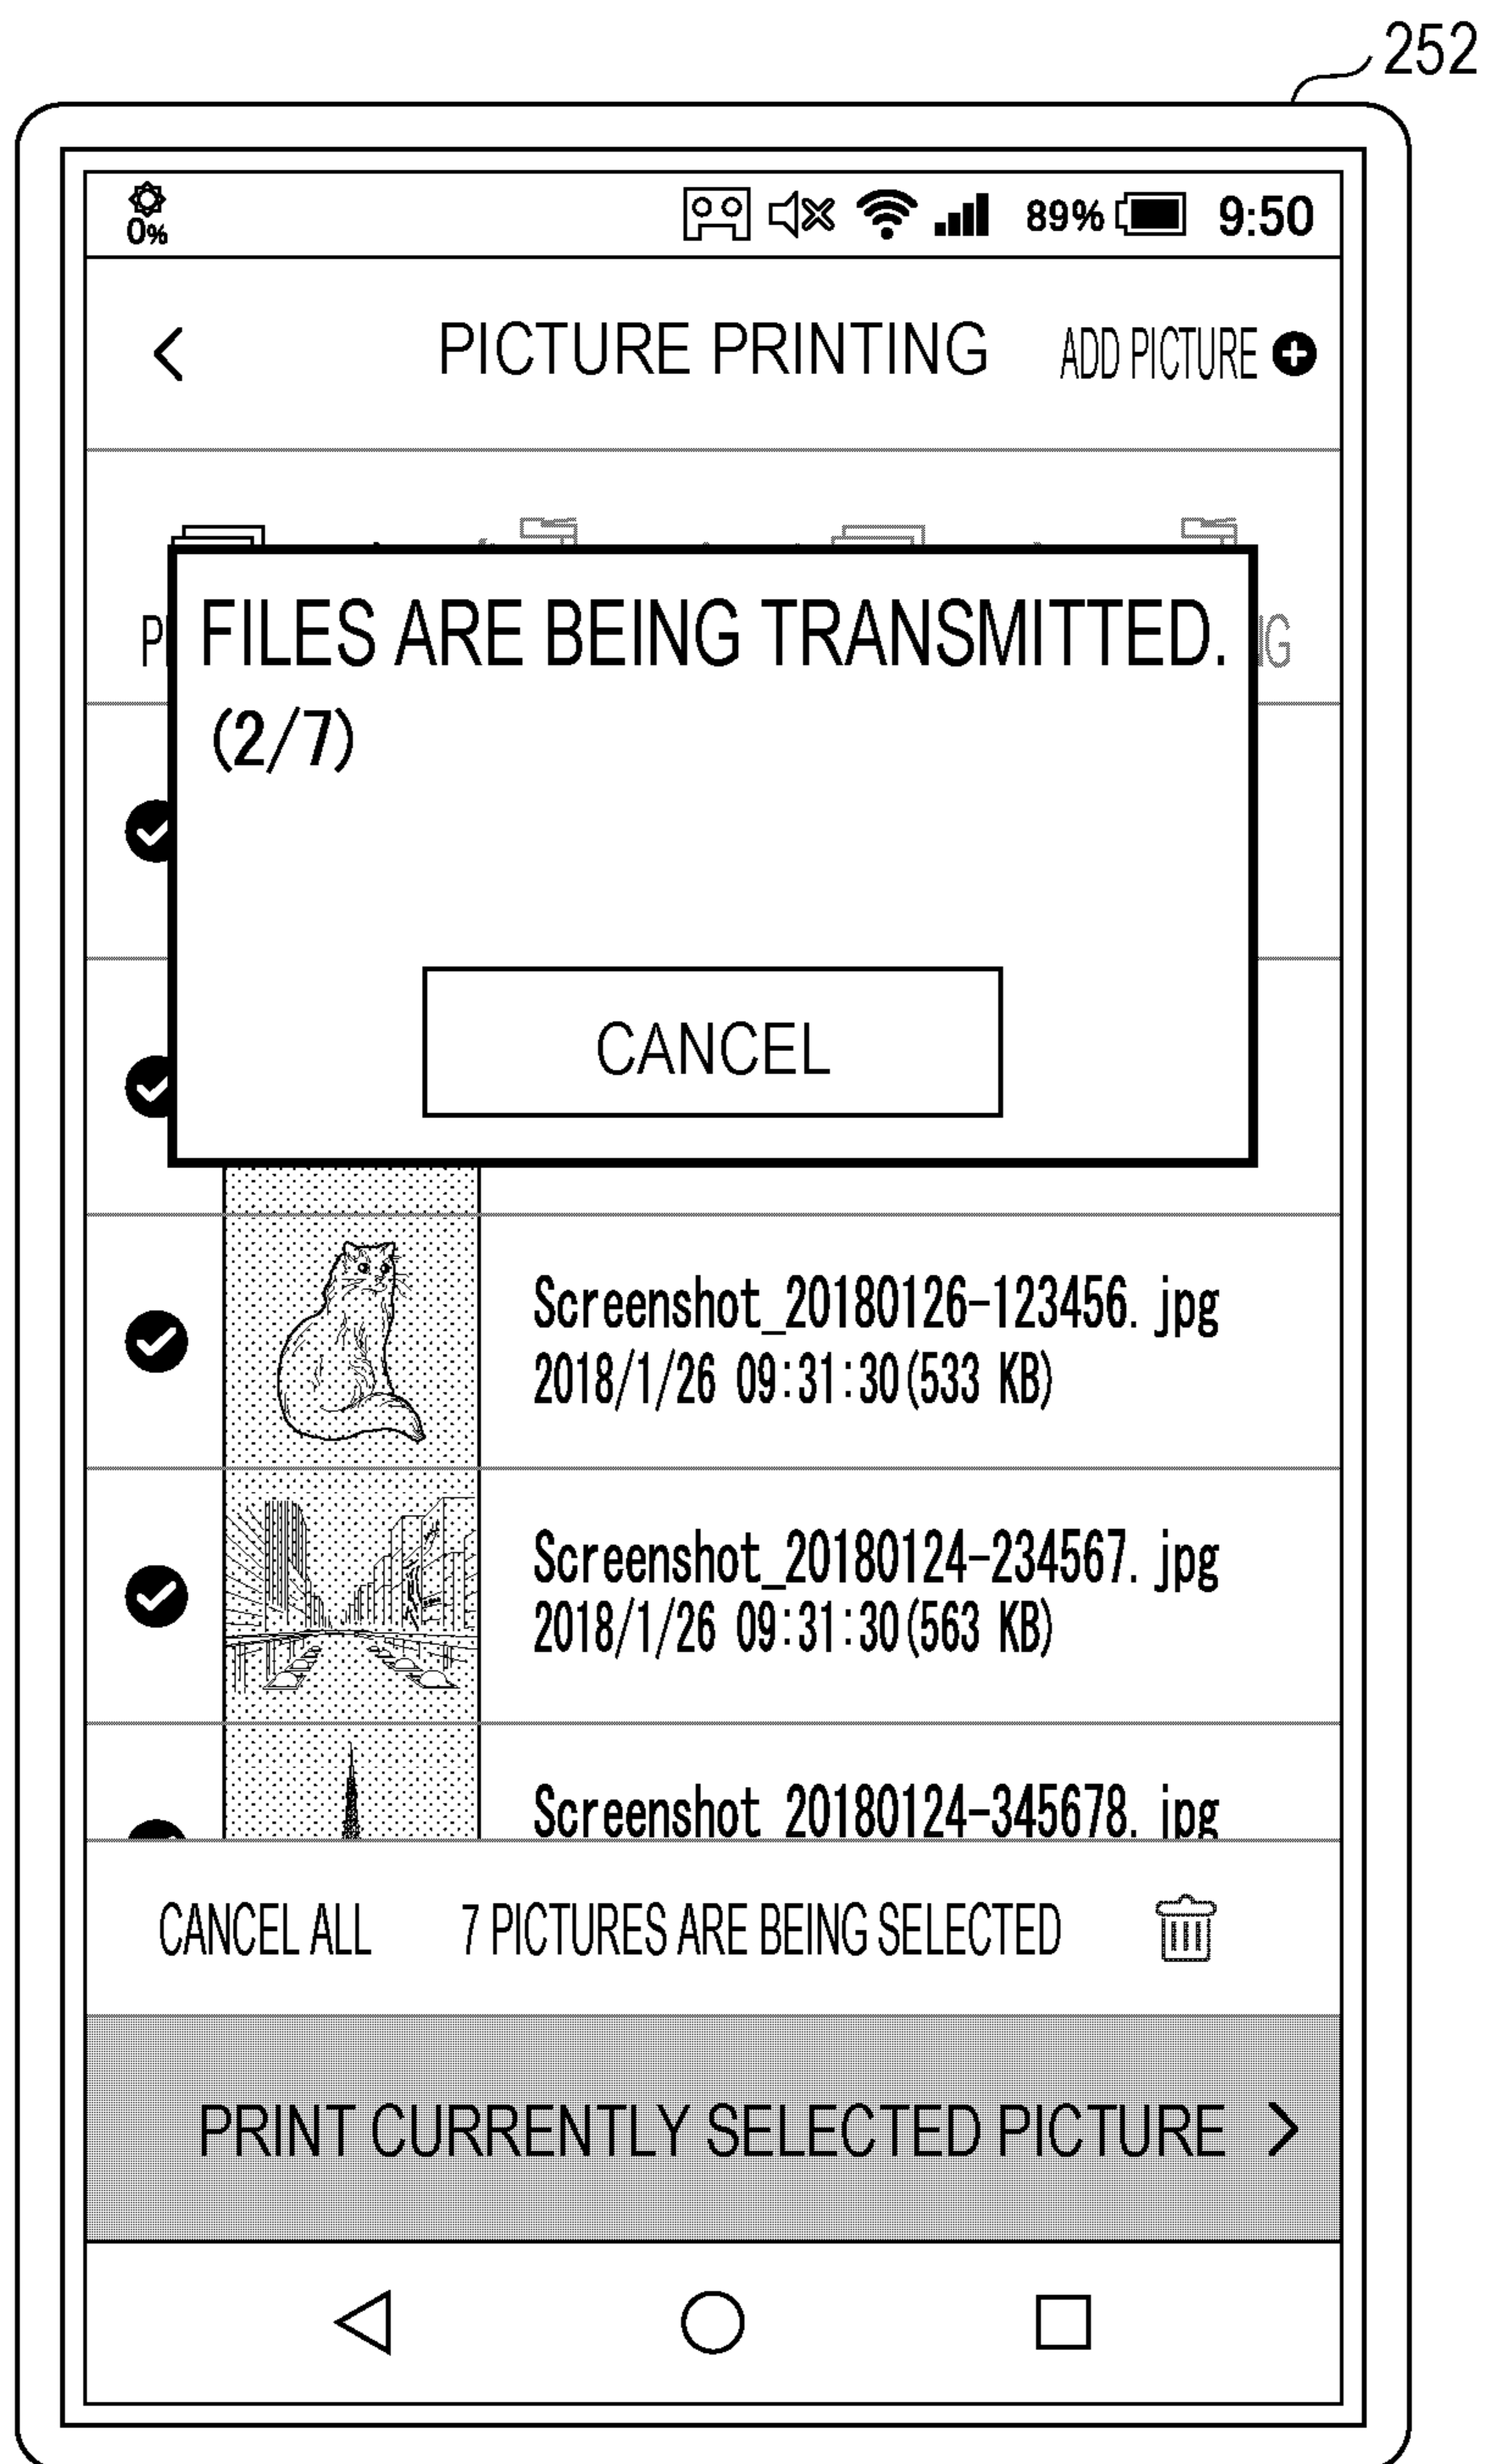 252
0%
89% 9:50
PICTURE PRINTING ADD PICTURE
FILES ARE BEING TRANSMITTED.
(2/7)
CANCEL
Screenshot_20180126-123456. jpg
2018/1/26 09:31:30(533 KB)
Screenshot_20180124-234567. jpg
2018/1/26 09:31:30(563 KB)
Screenshot_20180124-345678. jpg
CANCEL ALL 7 PICTURES ARE BEING SELECTED
PRINT CURRENTLY SELECTED PICTURE >